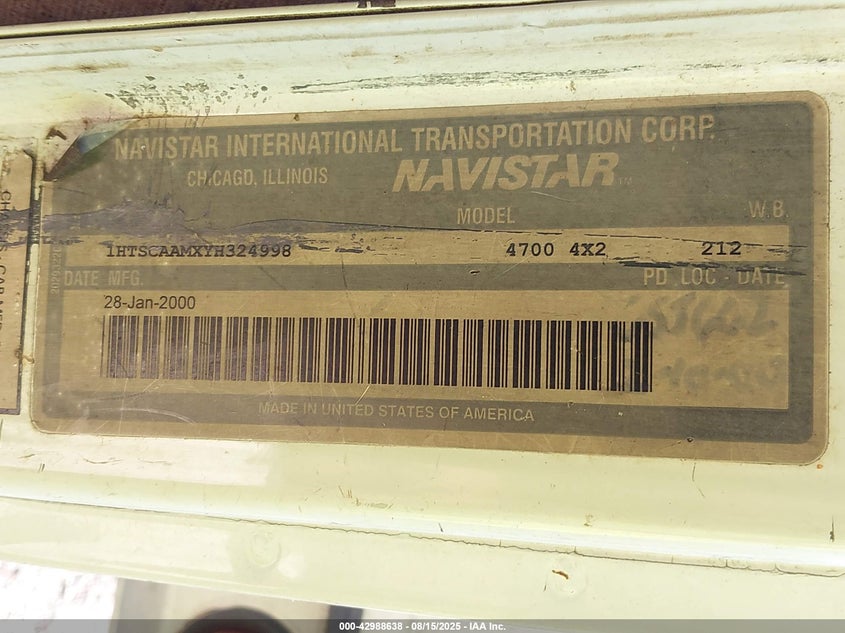 NAVISTAR INTERNATIONAL TRANSPORTATION CORP.
CHICAGO, ILLINOIS NAVISTAR TM
MODEL W.B.
1HTSCAAMXYH324998 4700 4X2 212
DATE MFG. PD. LOC - DATE
28-Jan-2000
MADE IN UNITED STATES OF AMERICA
000-42988638 - 08/15/2025 - IAA Inc.